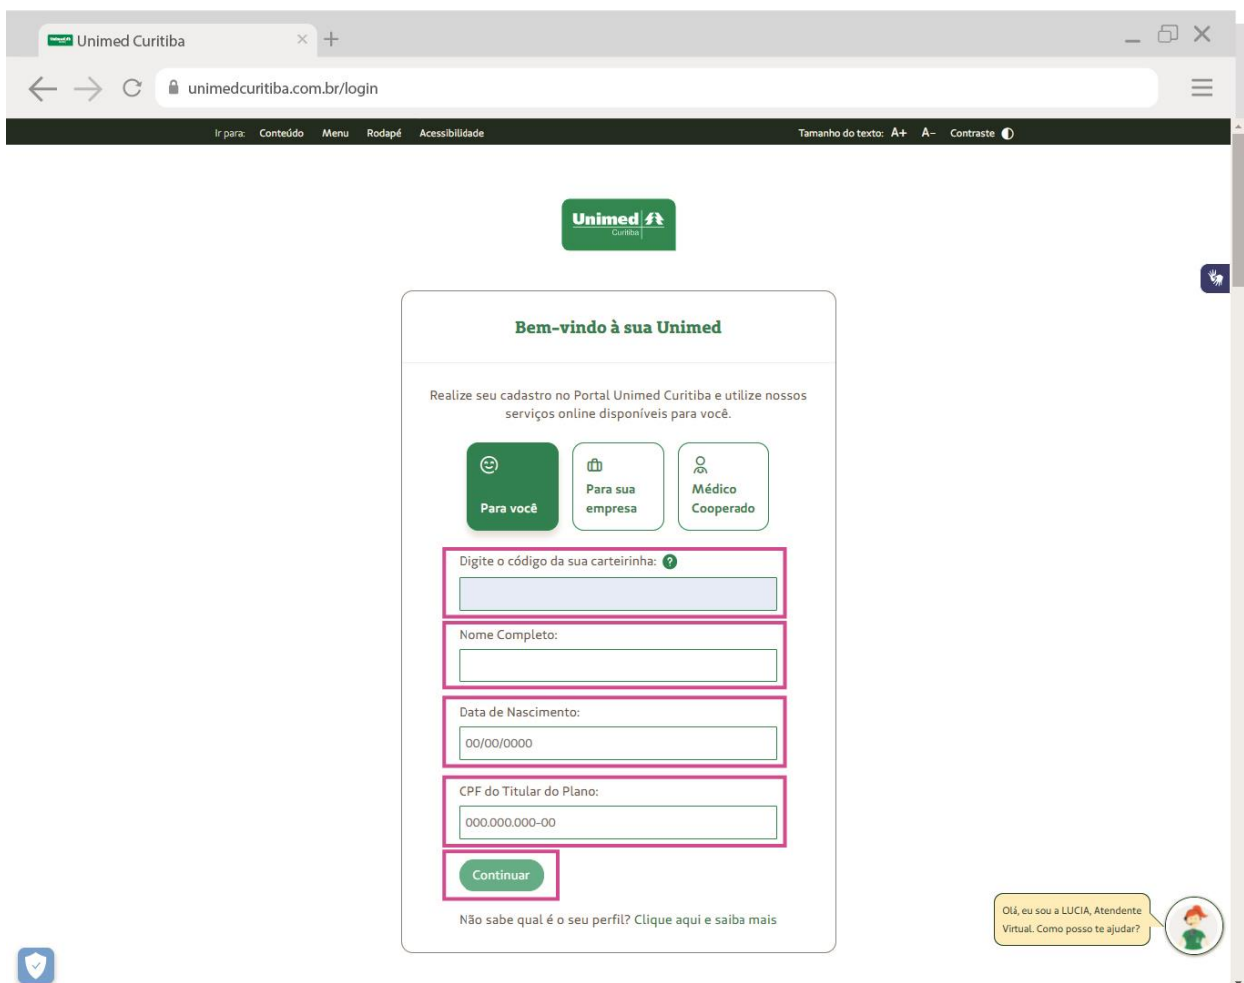 Unimed Curitiba
unimedcuritiba.com.br/login
Ir para: Conteúdo Menu Rodapé Acessibilidade
Tamanho do texto: A+ A- Contraste
Unimed
Curitiba
Bem-vindo à sua Unimed
Realize seu cadastro no Portal Unimed Curitiba e utilize nossos
serviços online disponíveis para você.
Para você
Para sua
empresa
Médico
Cooperado
Digite o código da sua carteirinha: ?
Nome Completo:
Data de Nascimento:
00/00/0000
CPF do Titular do Plano:
000.000.000-00
Continuar
Não sabe qual é o seu perfil? Clique aqui e saiba mais
Olá, eu sou a LUCIA, Atendente
Virtual. Como posso te ajudar?